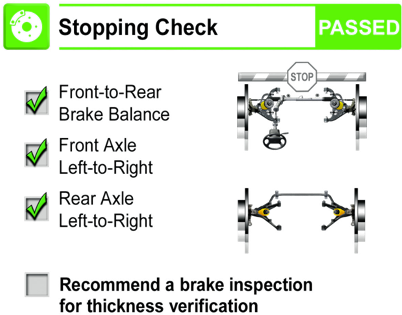 Stopping Check PASSED
STOP
Front-to-Rear
Brake Balance
Front Axle
Left-to-Right
Rear Axle
Left-to-Right
Recommend a brake inspection
for thickness verification